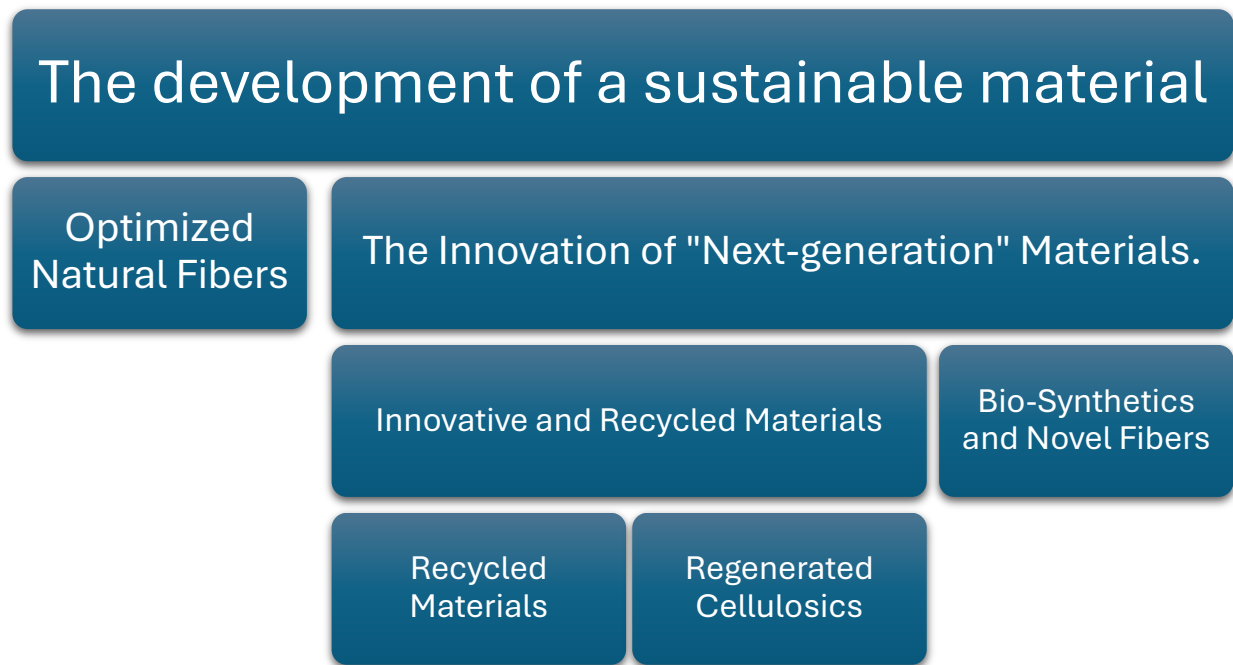 The development of a sustainable material
Optimized
Natural Fibers
The Innovation of "Next-generation" Materials.
Innovative and Recycled Materials
Bio-Synthetics
and Novel Fibers
Recycled
Materials
Regenerated
Cellulosics